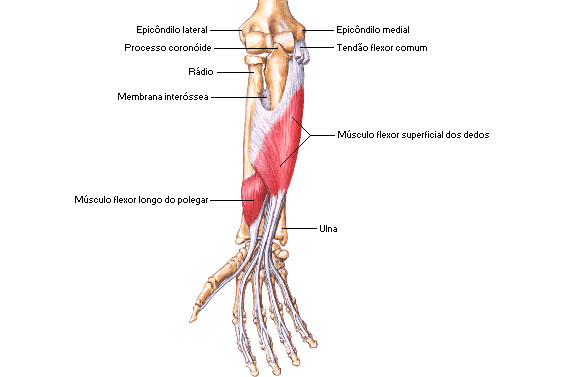 Epicôndilo lateral
Epicôndilo medial
Processo coronóide
Tendão flexor comum
Rádio
Membrana interóssea
Músculo flexor superficial dos dedos
Músculo flexor longo do polegar
Ulna